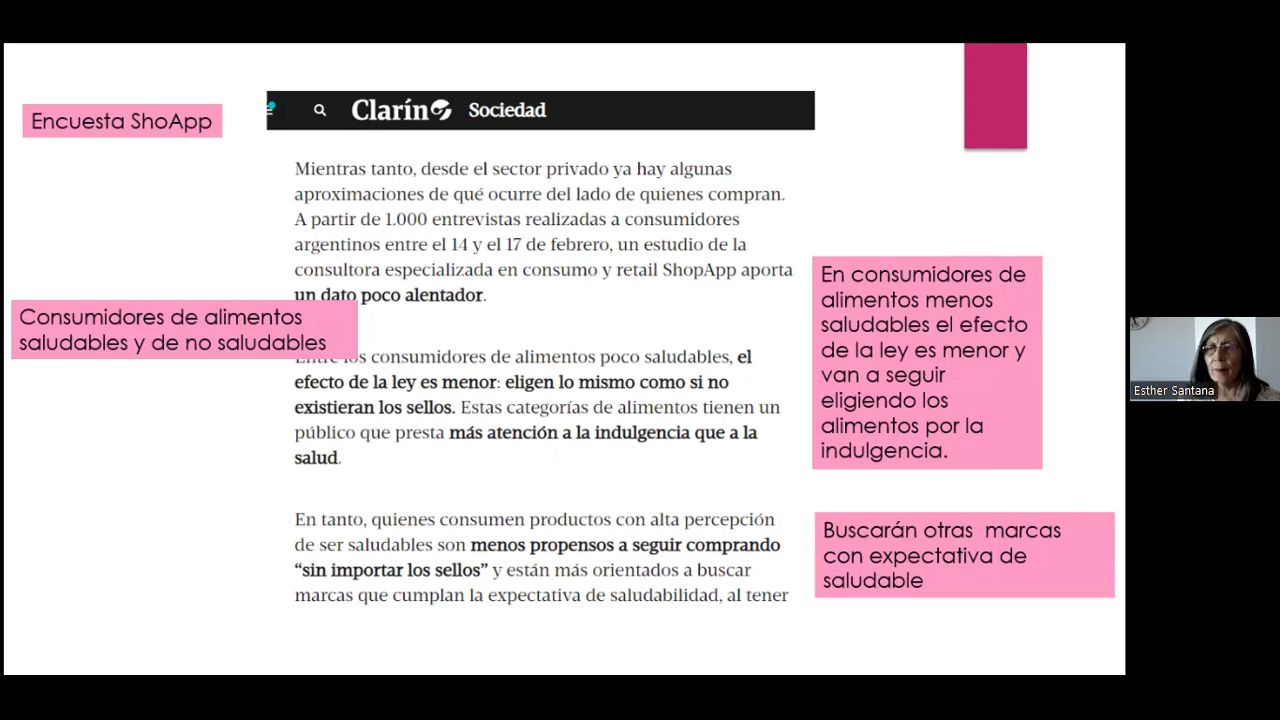 Encuesta ShoApp
Clarín Sociedad
Mientras tanto, desde el sector privado ya hay algunas
aproximaciones de qué ocurre del lado de quienes compran.
A partir de 1.000 entrevistas realizadas a consumidores
argentinos entre el 14 y el 17 de febrero, un estudio de la
consultora especializada en consumo y retail ShopApp aporta
un dato poco alentador.
Consumidores de alimentos
saludables y de no saludables
Entre los consumidores de alimentos poco saludables, el
efecto de la ley es menor: eligen lo mismo como si no
existieran los sellos. Estas categorías de alimentos tienen un
público que presta más atención a la indulgencia que a la
salud.
En tanto, quienes consumen productos con alta percepción
de ser saludables son menos propensos a seguir comprando
“sin importar los sellos” y están más orientados a buscar
marcas que cumplan la expectativa de saludabilidad, al tener
En consumidores de
alimentos menos
saludables el efecto
de la ley es menor y
van a seguir
eligiendo los
alimentos por la
indulgencia.
Buscarán otras marcas
con expectativa de
saludable
Esther Santana